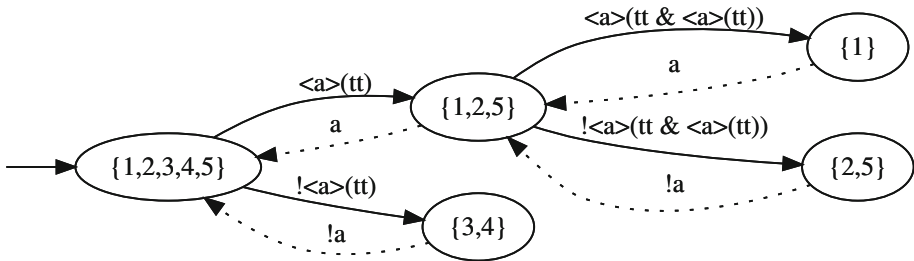 <a>(tt & <a>(tt))
{1}
a
<a>(tt)
{1,2,5}
!<a>(tt & <a>(tt))
a
{1,2,3,4,5}
{2,5}
!a
!<a>(tt)
{3,4}
!a